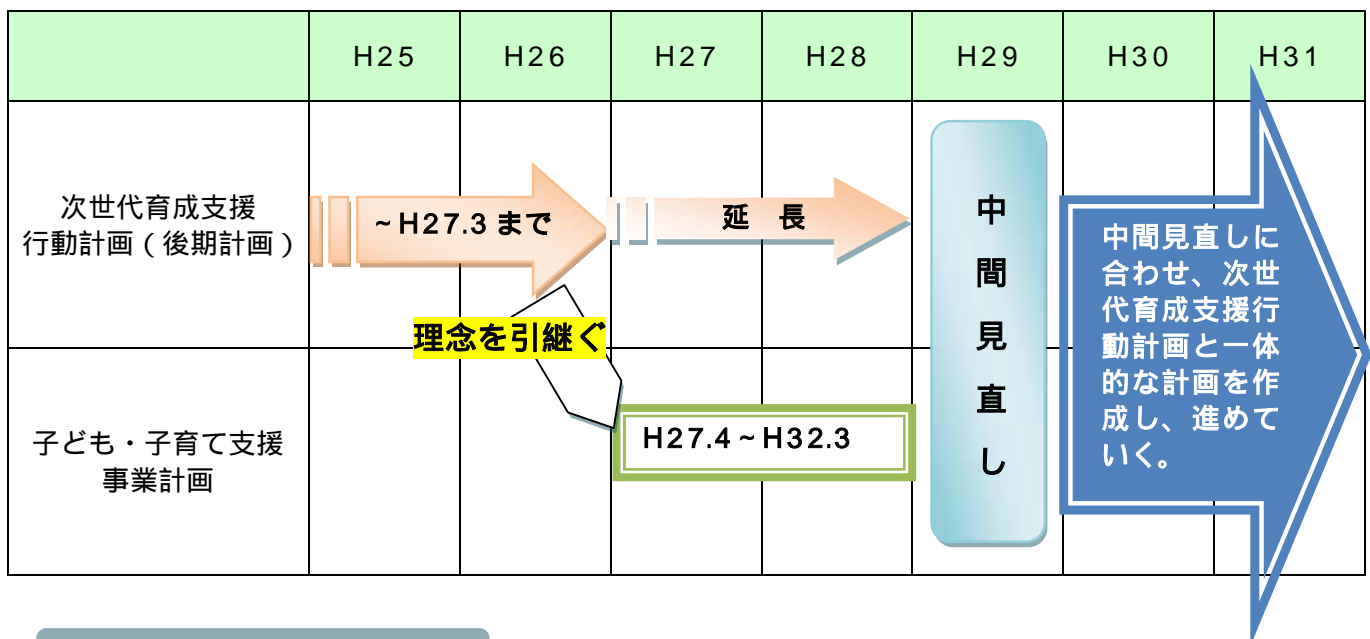 H25 H26 H27 H28 H29 H30 H31
次世代育成支援
行動計画(後期計画)
~H27.3まで
延 長
理念を引継ぐ
子ども・子育て支援
事業計画
H27.4~H32.3
中
間
見
直
し
中間見直しに
合わせ、次世
代育成支援行
動計画と一体
的な計画を作
成し、進めて
いく。